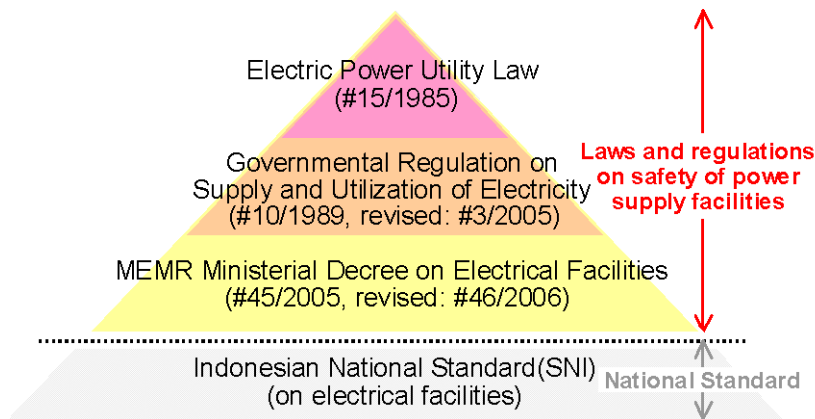 Electric Power Utility Law
(#15/1985)
Governmental Regulation on
Supply and Utilization of Electricity
(#10/1989, revised: #3/2005)
MEMR Ministerial Decree on Electrical Facilities
(#45/2005, revised: #46/2006)
Laws and regulations
on safety of power
supply facilities
Indonesian National Standard(SNI)
(on electrical facilities)
National Standard